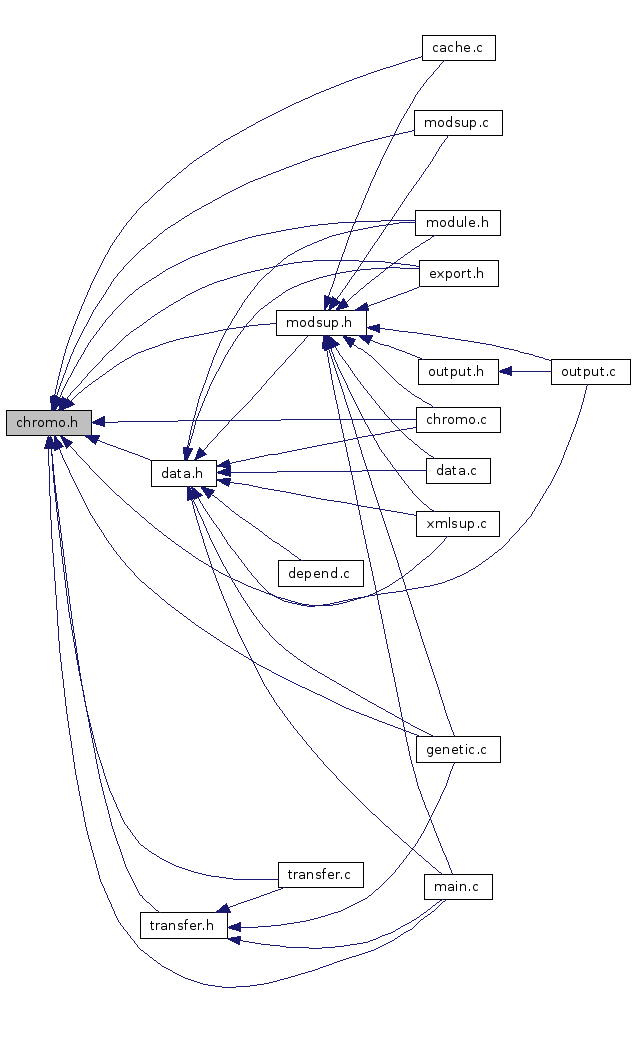 cache.c
modsup.c
module.h
export.h
modsup.h
output.h
output.c
chromo.h
chromo.c
data.h
data.c
xmlsup.c
depend.c
genetic.c
transfer.c
main.c
transfer.h